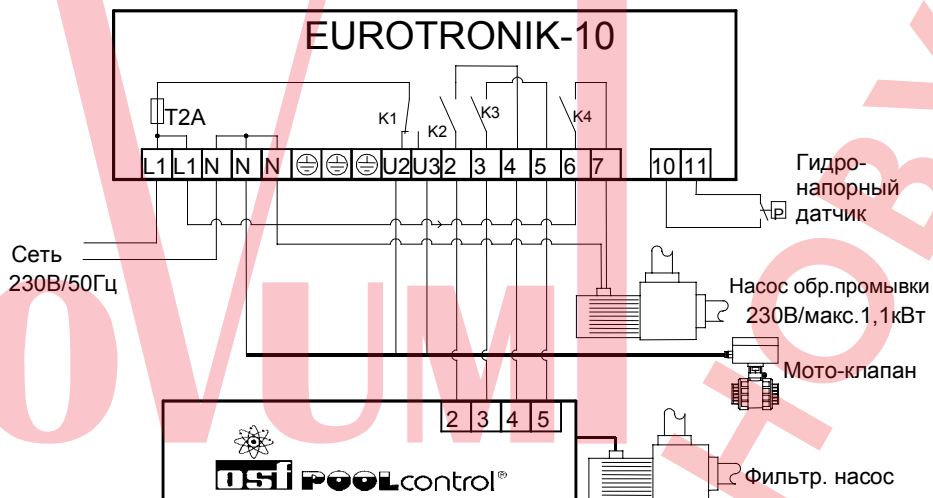 EUROTRONIK-10
T2A
K1
K2
K3
K4
L1 L1 N N N U2 U3 2 3 4 5 6 7 10 11
Гидро-
напорный
датчик
P
Сеть
230В/50Гц
Насос обр.промывки
230В/макс.1,1кВт
Мото-клапан
2 3 4 5
osf POOLcontrol®
Фильтр. насос
OVUM
НОВУ